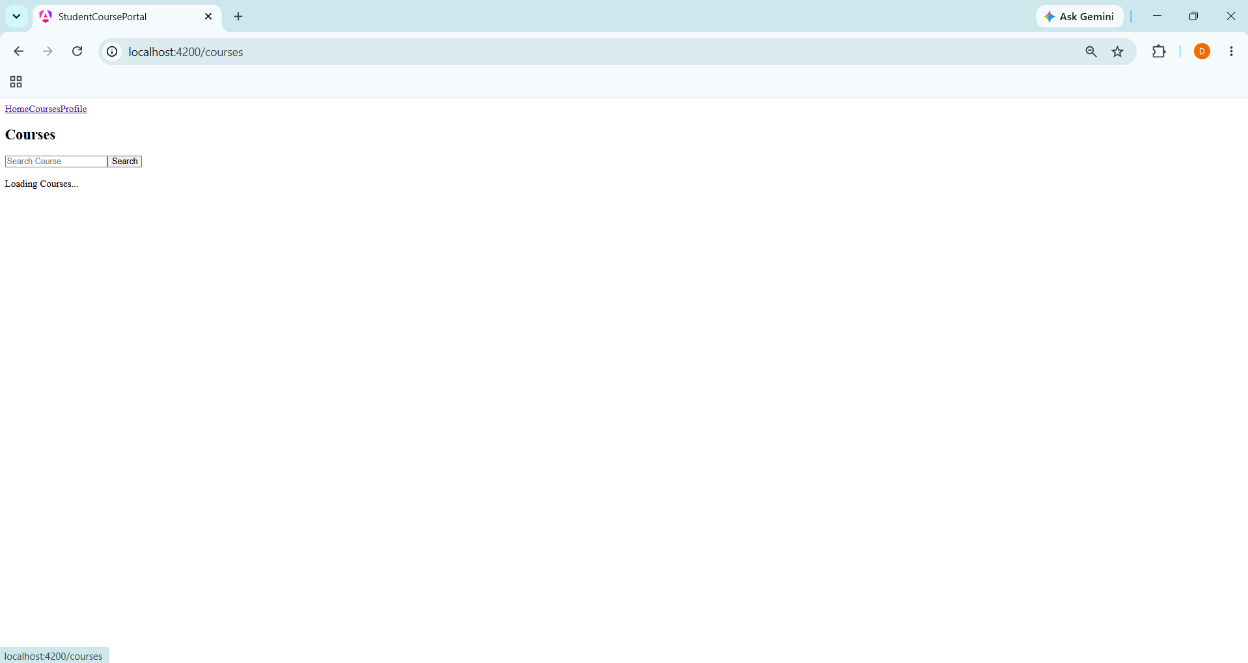 StudentCoursePortal
Ask Gemini
localhost:4200/courses
D
HomeCoursesProfile
Courses
Search Course Search
Loading Courses...
localhost:4200/courses